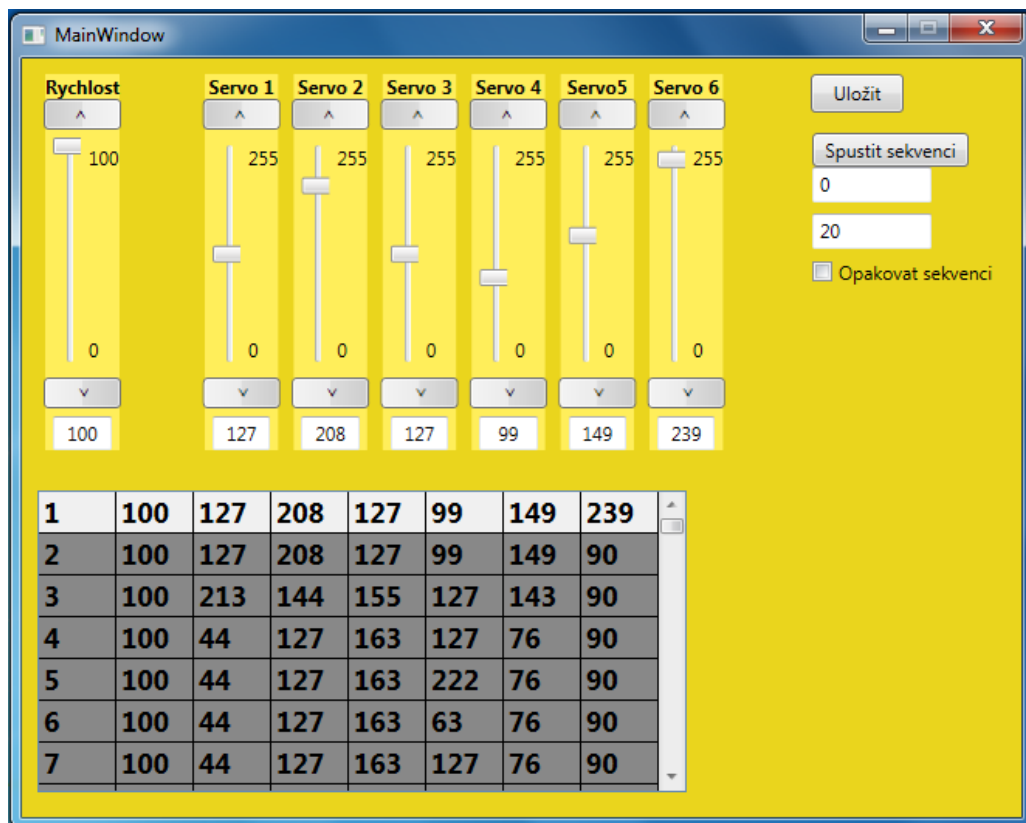 MainWindow
Rychlost Servo 1 Servo 2 Servo 3 Servo 4 Servo5 Servo 6
^ ^ ^ ^ ^ ^ ^
100 255 255 255 255 255 255
0 0 0 0 0 0 0
v v v v v v v
100 127 208 127 99 149 239
Uložit
Spustit sekvenci
0
20
Opakovat sekvenci
1 100 127 208 127 99 149 239
2 100 127 208 127 99 149 90
3 100 213 144 155 127 143 90
4 100 44 127 163 127 76 90
5 100 44 127 163 222 76 90
6 100 44 127 163 63 76 90
7 100 44 127 163 127 76 90